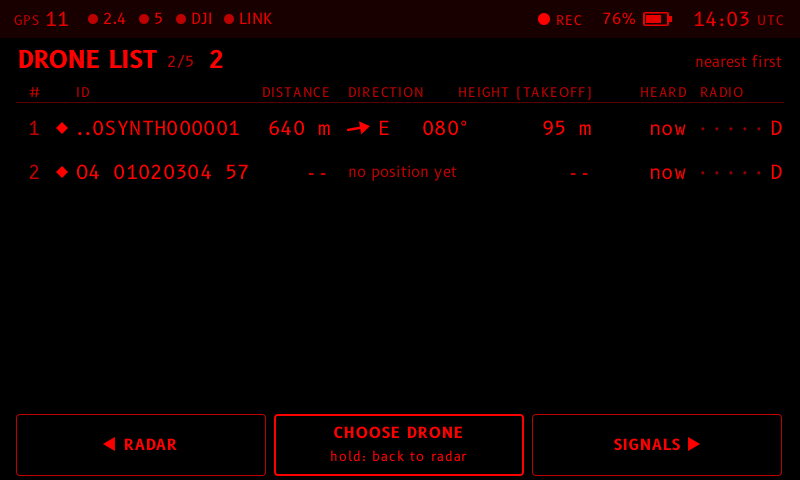 GPS 11 2.4 5 DJI LINK REC 76% 14:03 UTC
DRONE LIST 2/5 2 nearest first
# ID DISTANCE DIRECTION HEIGHT [TAKEOFF] HEARD RADIO
1 ..0SYNTH000001 640 m E 080° 95 m now ····· D
2 04 01020304 57 -- no position yet -- now ····· D
RADAR CHOOSE DRONE SIGNALS
hold: back to radar